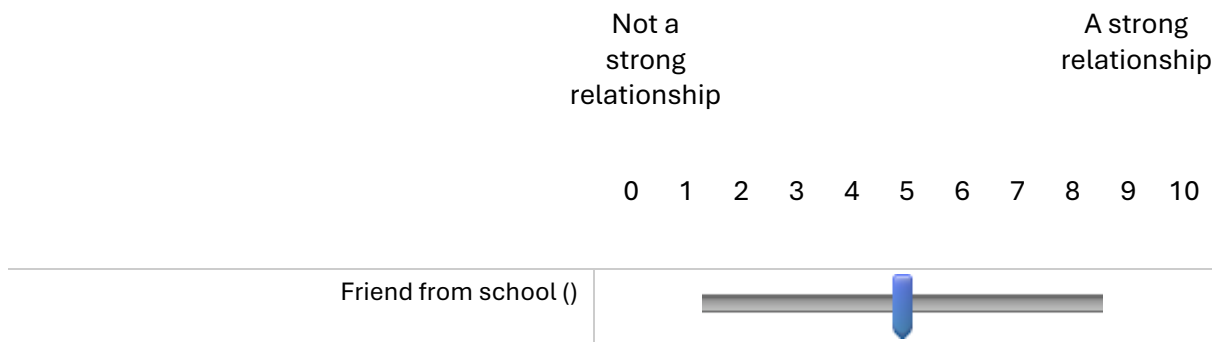 Not a
strong
relationship
A strong
relationship
0 1 2 3 4 5 6 7 8 9 10
Friend from school ()